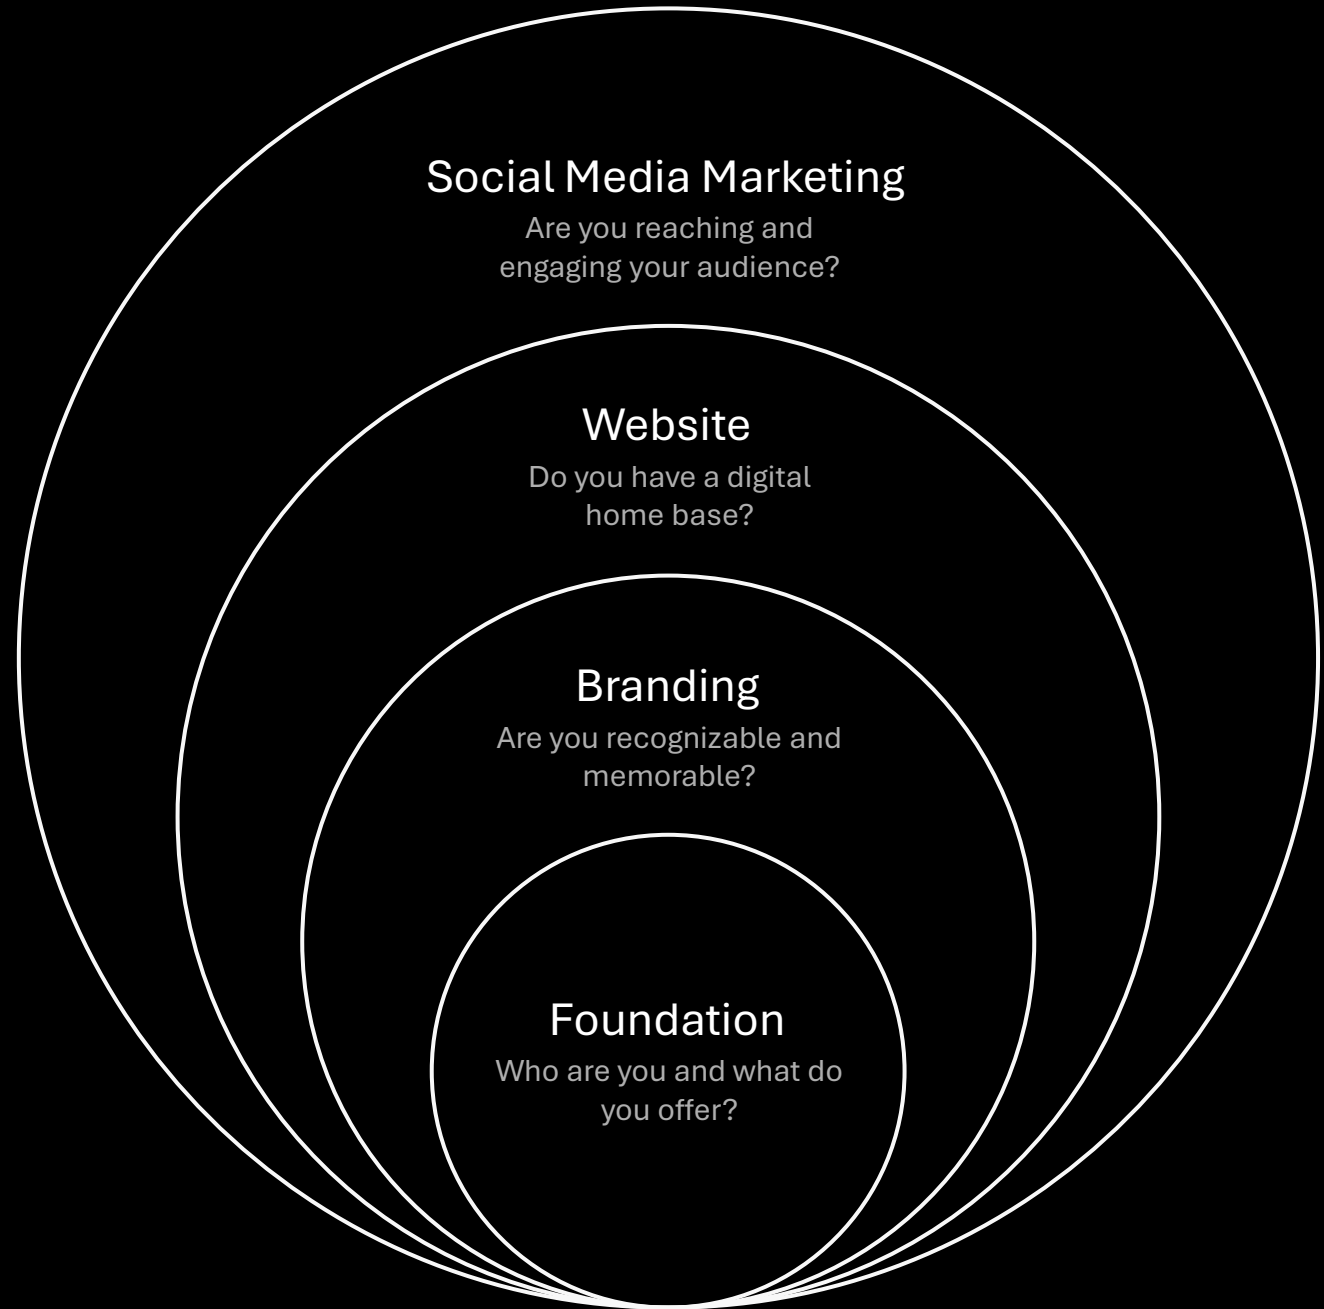 Social Media Marketing
Are you reaching and
engaging your audience?
Website
Do you have a digital
home base?
Branding
Are you recognizable and
memorable?
Foundation
Who are you and what do
you offer?